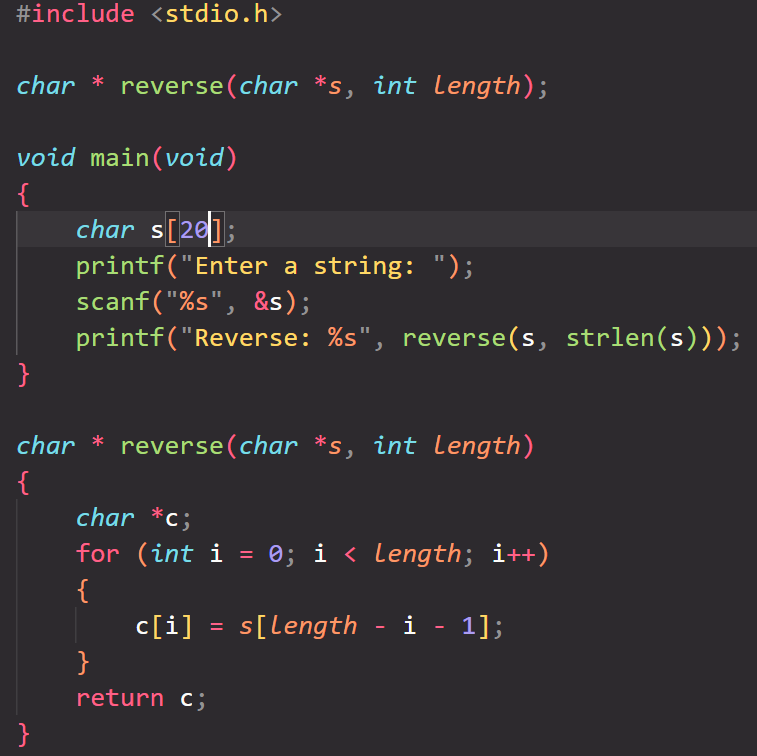 #include <stdio.h>
char * reverse(char *s, int length);
void main(void)
{
char s[20];
printf("Enter a string: ");
scanf("%s", &s);
printf("Reverse: %s", reverse(s, strlen(s)));
}
char * reverse(char *s, int length)
{
char *c;
for (int i = 0; i < length; i++)
{
c[i] = s[length - i - 1];
}
return c;
}